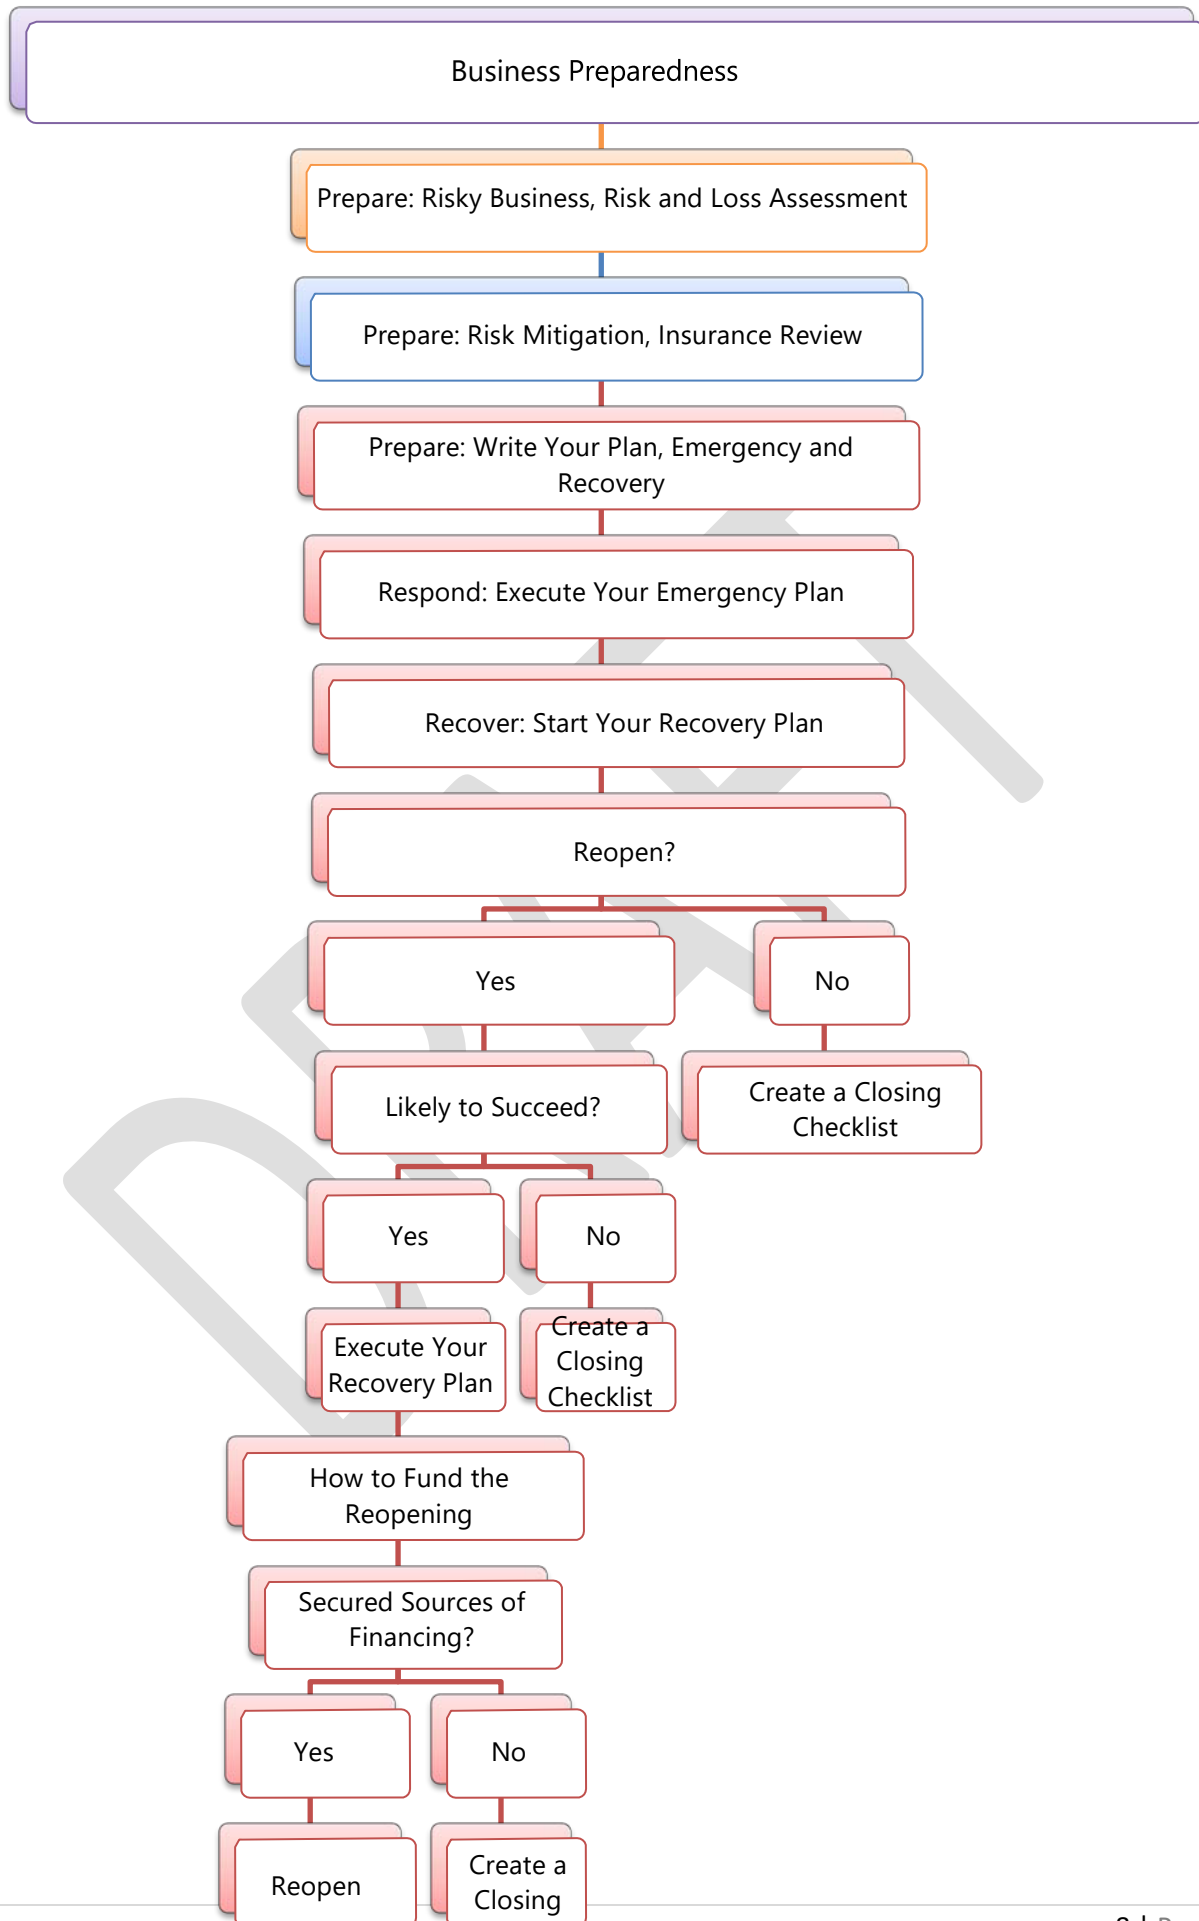 Business Preparedness
Prepare: Risky Business, Risk and Loss Assessment
Prepare: Risk Mitigation, Insurance Review
Prepare: Write Your Plan, Emergency and
Recovery
Respond: Execute Your Emergency Plan
Recover: Start Your Recovery Plan
Reopen?
Yes
No
Likely to Succeed?
Create a Closing
Checklist
Yes
No
Execute Your
Recovery Plan
Create a
Closing
Checklist
How to Fund the
Reopening
Secured Sources of
Financing?
Yes
No
Reopen
Create a
Closing
DRAFT